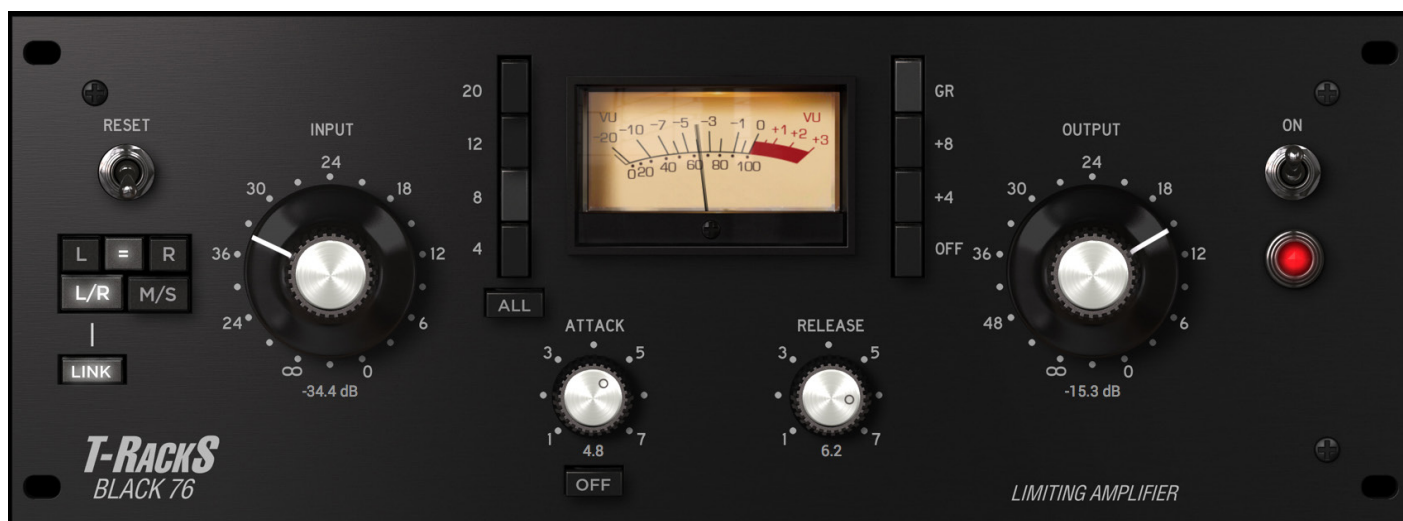 RESET
L = R
L/R M/S
LINK
INPUT
24
30 18
36 12
24 6
∞ 0
-34.4 dB
20
12
8
4
ALL
VU VU
-20 -10 -7 -5 -3 -1 0 +1 +2 +3
0 20 40 60 80 100
GR
+8
+4
OFF
ATTACK
3 5
1 7
4.8
OFF
RELEASE
3 5
1 7
6.2
OUTPUT
24
30 18
36 12
48 6
∞ 0
-15.3 dB
ON
T-RACKS
BLACK 76
LIMITING AMPLIFIER